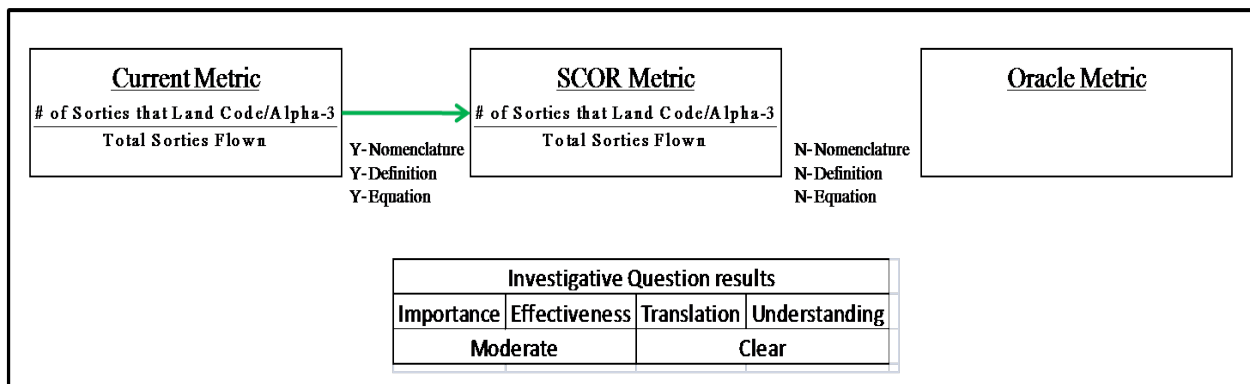 Current Metric
# of Sorties that Land Code/Alpha-3
Total Sorties Flown
Y-Nomenclature
Y-Definition
Y-Equation
SCOR Metric
# of Sorties that Land Code/Alpha-3
Total Sorties Flown
N-Nomenclature
N-Definition
N-Equation
Oracle Metric
Investigative Question results
Importance Effectiveness Translation Understanding
Moderate Clear